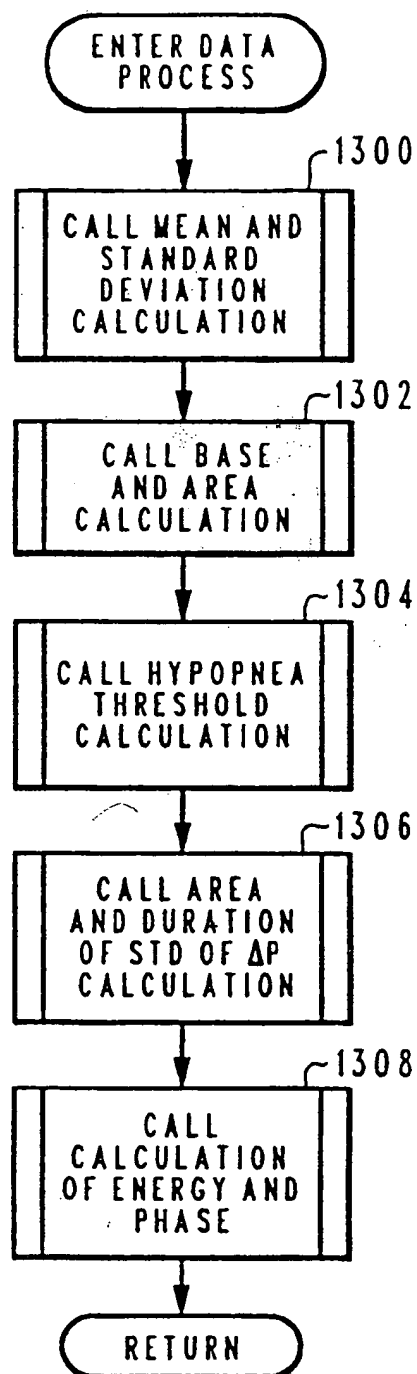 ENTER DATA
PROCESS
1300
CALL MEAN AND
STANDARD
DEVIATION
CALCULATION
1302
CALL BASE
AND AREA
CALCULATION
1304
CALL HYPOPNEA
THRESHOLD
CALCULATION
1306
CALL AREA
AND DURATION
OF STD OF ΔP
CALCULATION
1308
CALL
CALCULATION
OF ENERGY AND
PHASE
RETURN